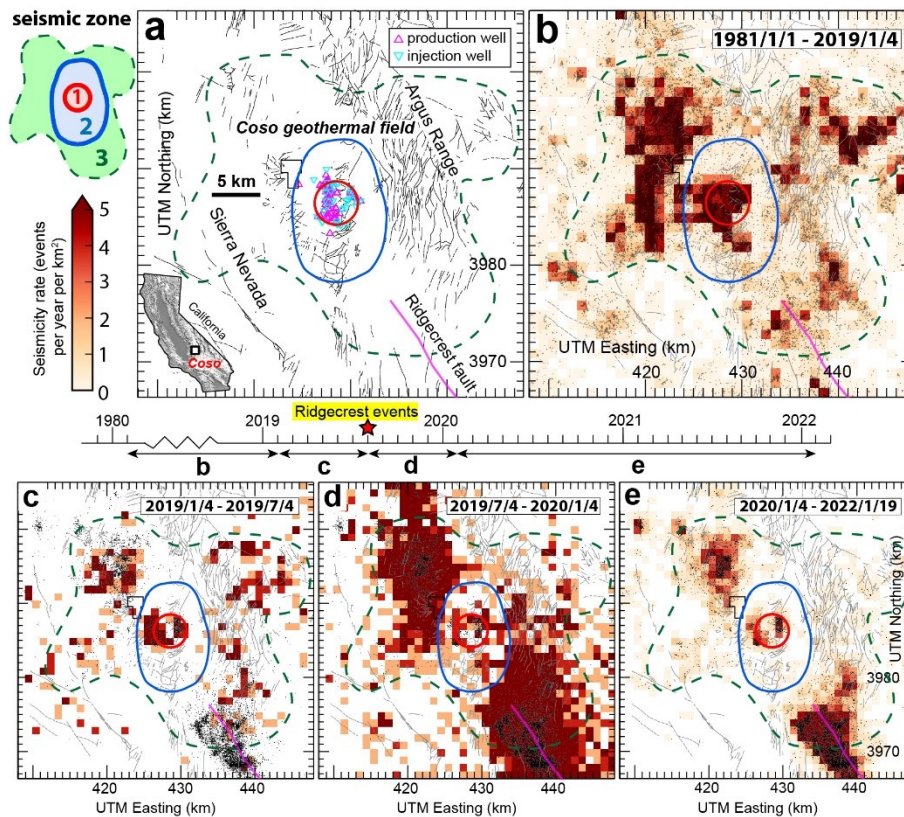 seismic zone
1
2
3
Seismicity rate (events
per year per km²)
5
4
3
2
1
0
California
Coso
a
production well
injection well
Coso geothermal field
Argus Range
UTM Northing (km)
5 km
Sierra Nevada
Ridgecrest fault
3980
3970
b
1981/1/1 - 2019/1/4
UTM Easting (km)
420
430
440
Ridgecrest events
1980
2019
2020
2021
2022
b
c
d
e
c
2019/1/4 - 2019/7/4
420
430
440
UTM Easting (km)
d
2019/7/4 - 2020/1/4
420
430
440
UTM Easting (km)
e
2020/1/4 - 2022/1/19
UTM Northing (km)
3980
3970
420
430
440
UTM Easting (km)